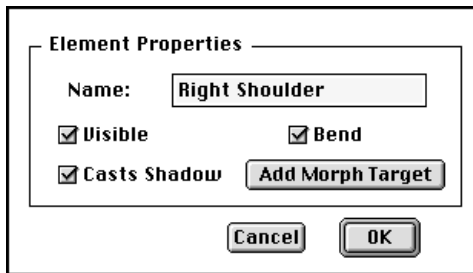 Element Properties
Name: Right Shoulder
Visible Bend
Casts Shadow Add Morph Target
Cancel OK